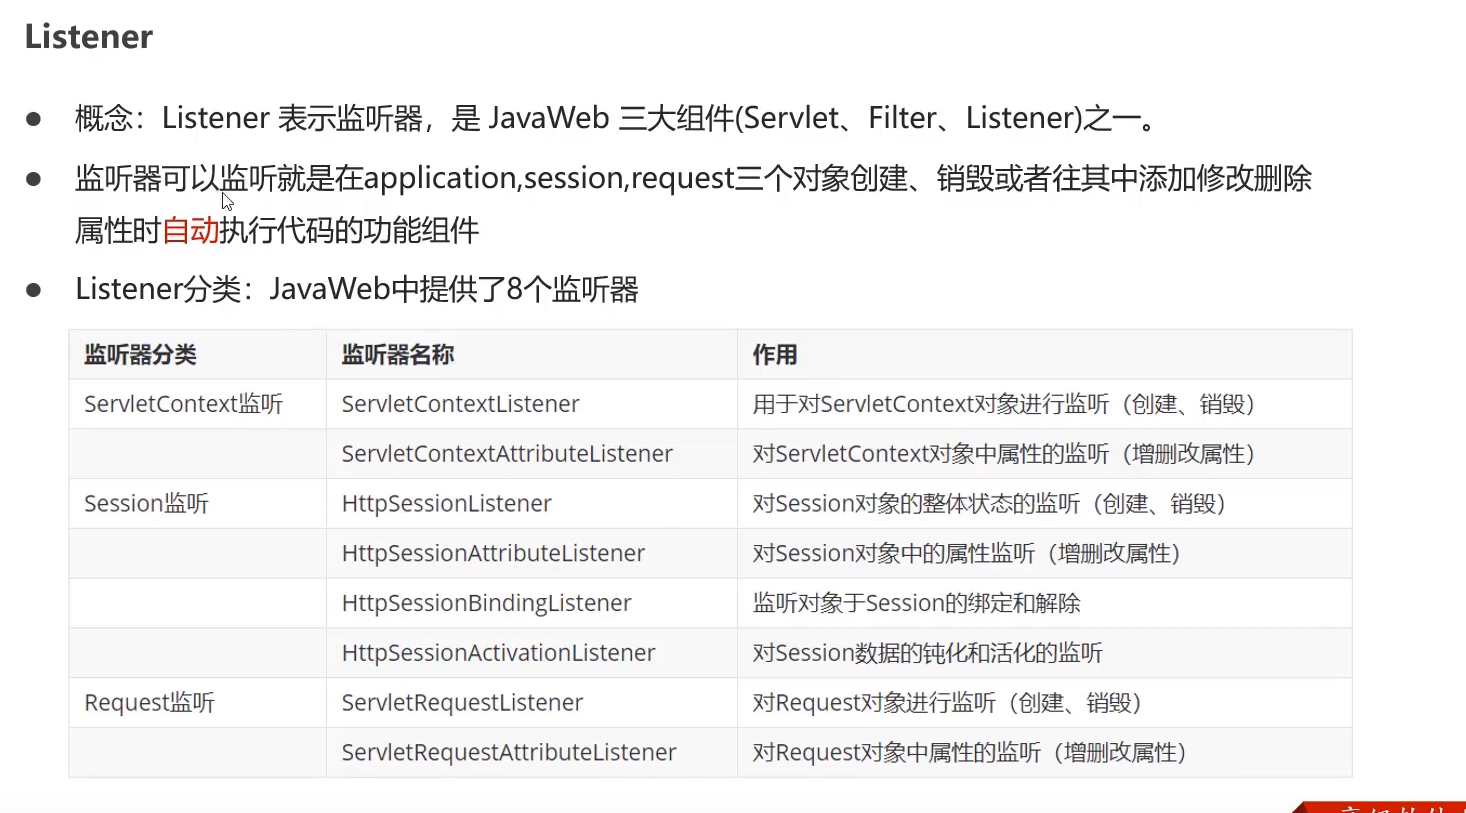 Listener
● 概念：Listener 表示监听器，是 JavaWeb 三大组件(Servlet、Filter、Listener)之一。
● 监听器可以监听就是在application,session,request三个对象创建、销毁或者往其中添加修改删除
属性时自动执行代码的功能组件
● Listener分类：JavaWeb中提供了8个监听器
监听器分类 监听器名称 作用
ServletContext监听 ServletContextListener 用于对ServletContext对象进行监听（创建、销毁）
ServletContextAttributeListener 对ServletContext对象中属性的监听（增删改属性）
Session监听 HttpSessionListener 对Session对象的整体状态的监听（创建、销毁）
HttpSessionAttributeListener 对Session对象中的属性监听（增删改属性）
HttpSessionBindingListener 监听对象于Session的绑定和解除
HttpSessionActivationListener 对Session数据的钝化和活化的监听
Request监听 ServletRequestListener 对Request对象进行监听（创建、销毁）
ServletRequestAttributeListener 对Request对象中属性的监听（增删改属性）